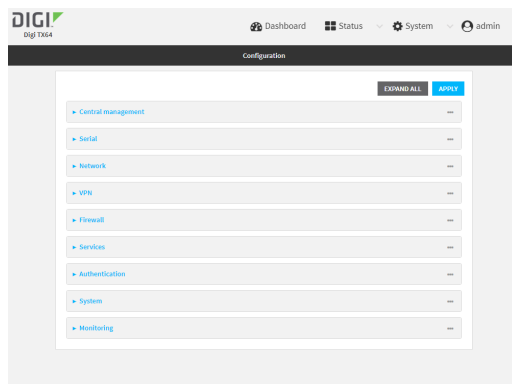 DIGI
Digi TX64
Dashboard Status System admin
Configuration
EXPAND ALL APPLY
Central management
Serial
Network
VPN
Firewall
Services
Authentication
System
Monitoring